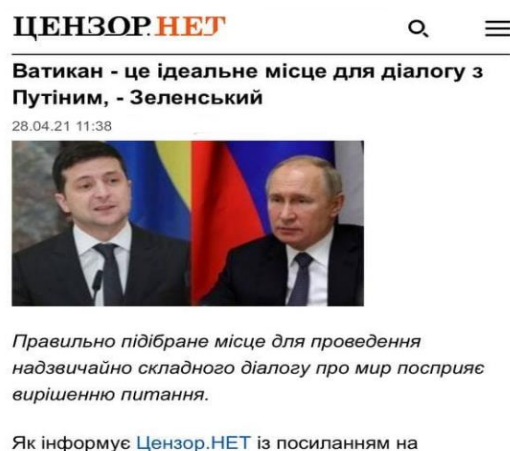 ЦЕНЗОР.НЕТ
Ватикан - це ідеальне місце для діалогу з
Путіним, - Зеленський
28.04.21 11:38
Правильно підібране місце для проведення
надзвичайно складного діалогу про мир посприяє
вирішенню питання.
Як інформує Цензор.НЕТ із посиланням на